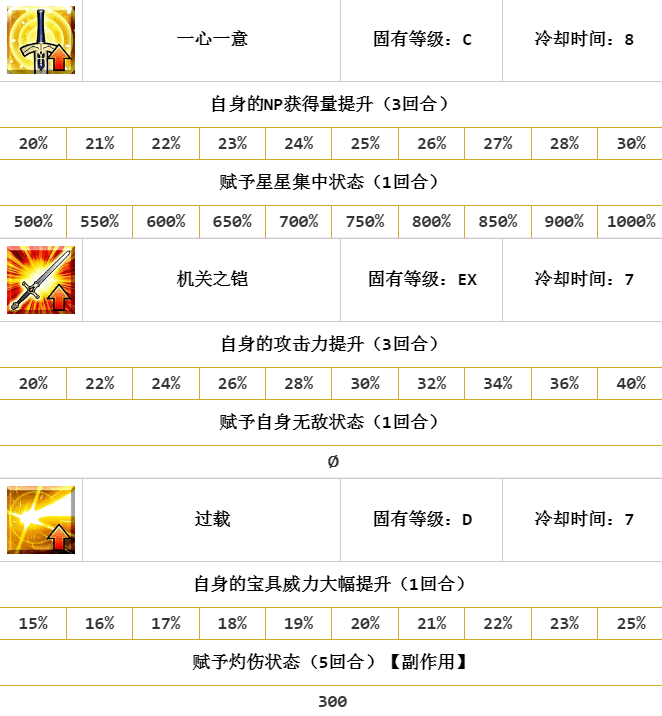 一心一意 固有等级：C 冷却时间：8
自身的NP获得量提升（3回合）
20% 21% 22% 23% 24% 25% 26% 27% 28% 30%
赋予星星集中状态（1回合）
500% 550% 600% 650% 700% 750% 800% 850% 900% 1000%
机关之铠 固有等级：EX 冷却时间：7
自身的攻击力提升（3回合）
20% 22% 24% 26% 28% 30% 32% 34% 36% 40%
赋予自身无敌状态（1回合）
Ø
过载 固有等级：D 冷却时间：7
自身的宝具威力大幅提升（1回合）
15% 16% 17% 18% 19% 20% 21% 22% 23% 25%
赋予灼伤状态（5回合）【副作用】
300